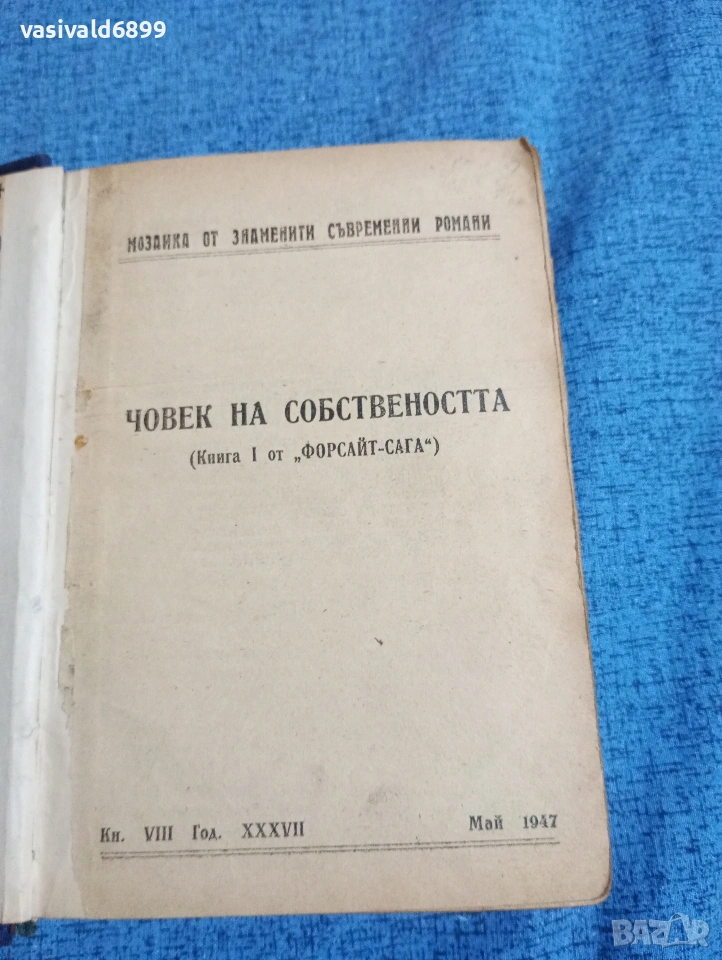 vasivald6899
МОЗАИКА ОТ ЗНАМЕНИТИ СЪВРЕМЕННИ РОМАНИ
ЧОВЕК НА СОБСТВЕНОСТТА
(Книга I от „ФОРСАЙТ-САГА“)
Кн. VIII Год. XXXVII Май 1947
BAZAR